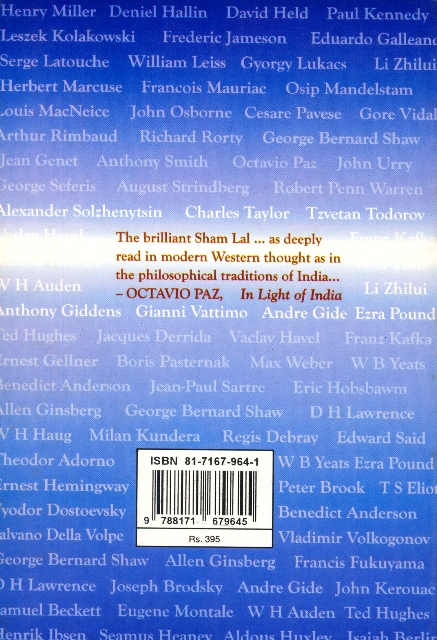 Henry Miller Deniel Hallin David Held Paul Kennedy
Leszek Kolakowski Frederic Jameson Eduardo Galeano
Serge Latouche William Leiss Gyorgy Lukacs Li Zhilui
Herbert Marcuse Francois Mauriac Osip Mandelstam
Louis MacNeice John Osborne Cesare Pavese Gore Vidal
Arthur Rimbaud Richard Rorty George Bernard Shaw
Jean Genet Anthony Smith Octavio Paz John Urry
George Seferis August Strindberg Robert Penn Warren
Alexander Solzhenytsin Charles Taylor Tzvetan Todorov
The brilliant Sham Lal ... as deeply
read in modern Western thought as in
the philosophical traditions of India...
– OCTAVIO PAZ, In Light of India
W H Auden Li Zhilui
Anthony Giddens Gianni Vattimo Andre Gide Ezra Pound
Ted Hughes Jacques Derrida Vaclav Havel Franz Kafka
Ernest Gellner Boris Pasternak Max Weber W B Yeats
Benedict Anderson Jean-Paul Sartre Eric Hobsbawm
Allen Ginsberg George Bernard Shaw D H Lawrence
W H Haug Milan Kundera Regis Debray Edward Said
Theodor Adorno W B Yeats Ezra Pound
Ernest Hemingway Peter Brook T S Eliot
Fyodor Dostoevsky Benedict Anderson
Galvano Della Volpe Vladimir Volkogonov
ISBN 81-7167-964-1
9 788171 679645
Rs. 395
George Bernard Shaw Allen Ginsberg Francis Fukuyama
D H Lawrence Joseph Brodsky Andre Gide John Kerouac
Samuel Beckett Eugene Montale W H Auden Ted Hughes
Henrik Ibsen Seamus Heaney Aldous Huxley Isaiah Berlin